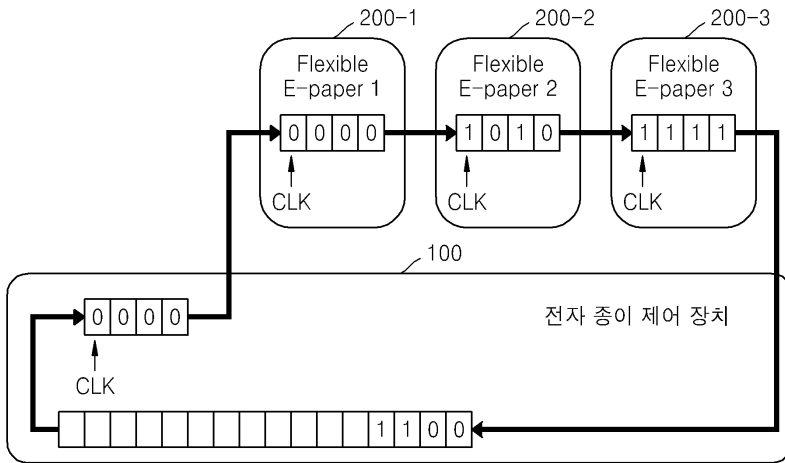 200-1 200-2 200-3
Flexible Flexible Flexible
E-paper 1 E-paper 2 E-paper 3
0 0 0 0 1 0 1 0 1 1 1 1
CLK CLK CLK
100
0 0 0 0 전자 종이 제어 장치
CLK
1 1 0 0